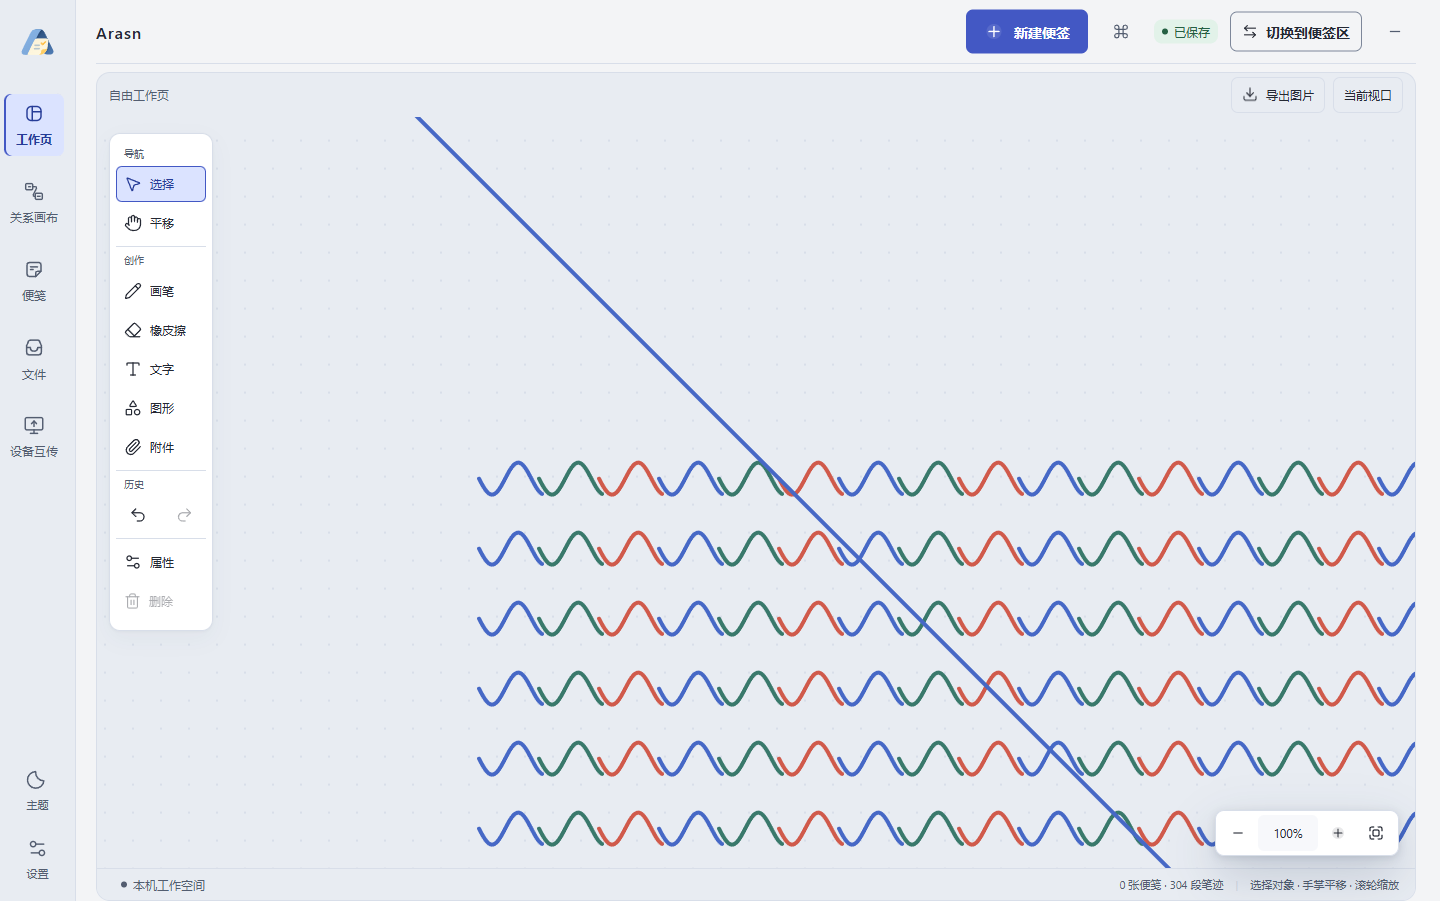 Arasn
新建便签
已保存
切换到便签区
工作页
关系画布
便笺
文件
设备互传
主题
设置
自由工作页
导出图片
当前视口
导航
选择
平移
创作
画笔
橡皮擦
文字
图形
附件
历史
属性
删除
100%
本机工作空间
0 张便笺 · 304 段笔迹
选择对象 · 手掌平移 · 滚轮缩放